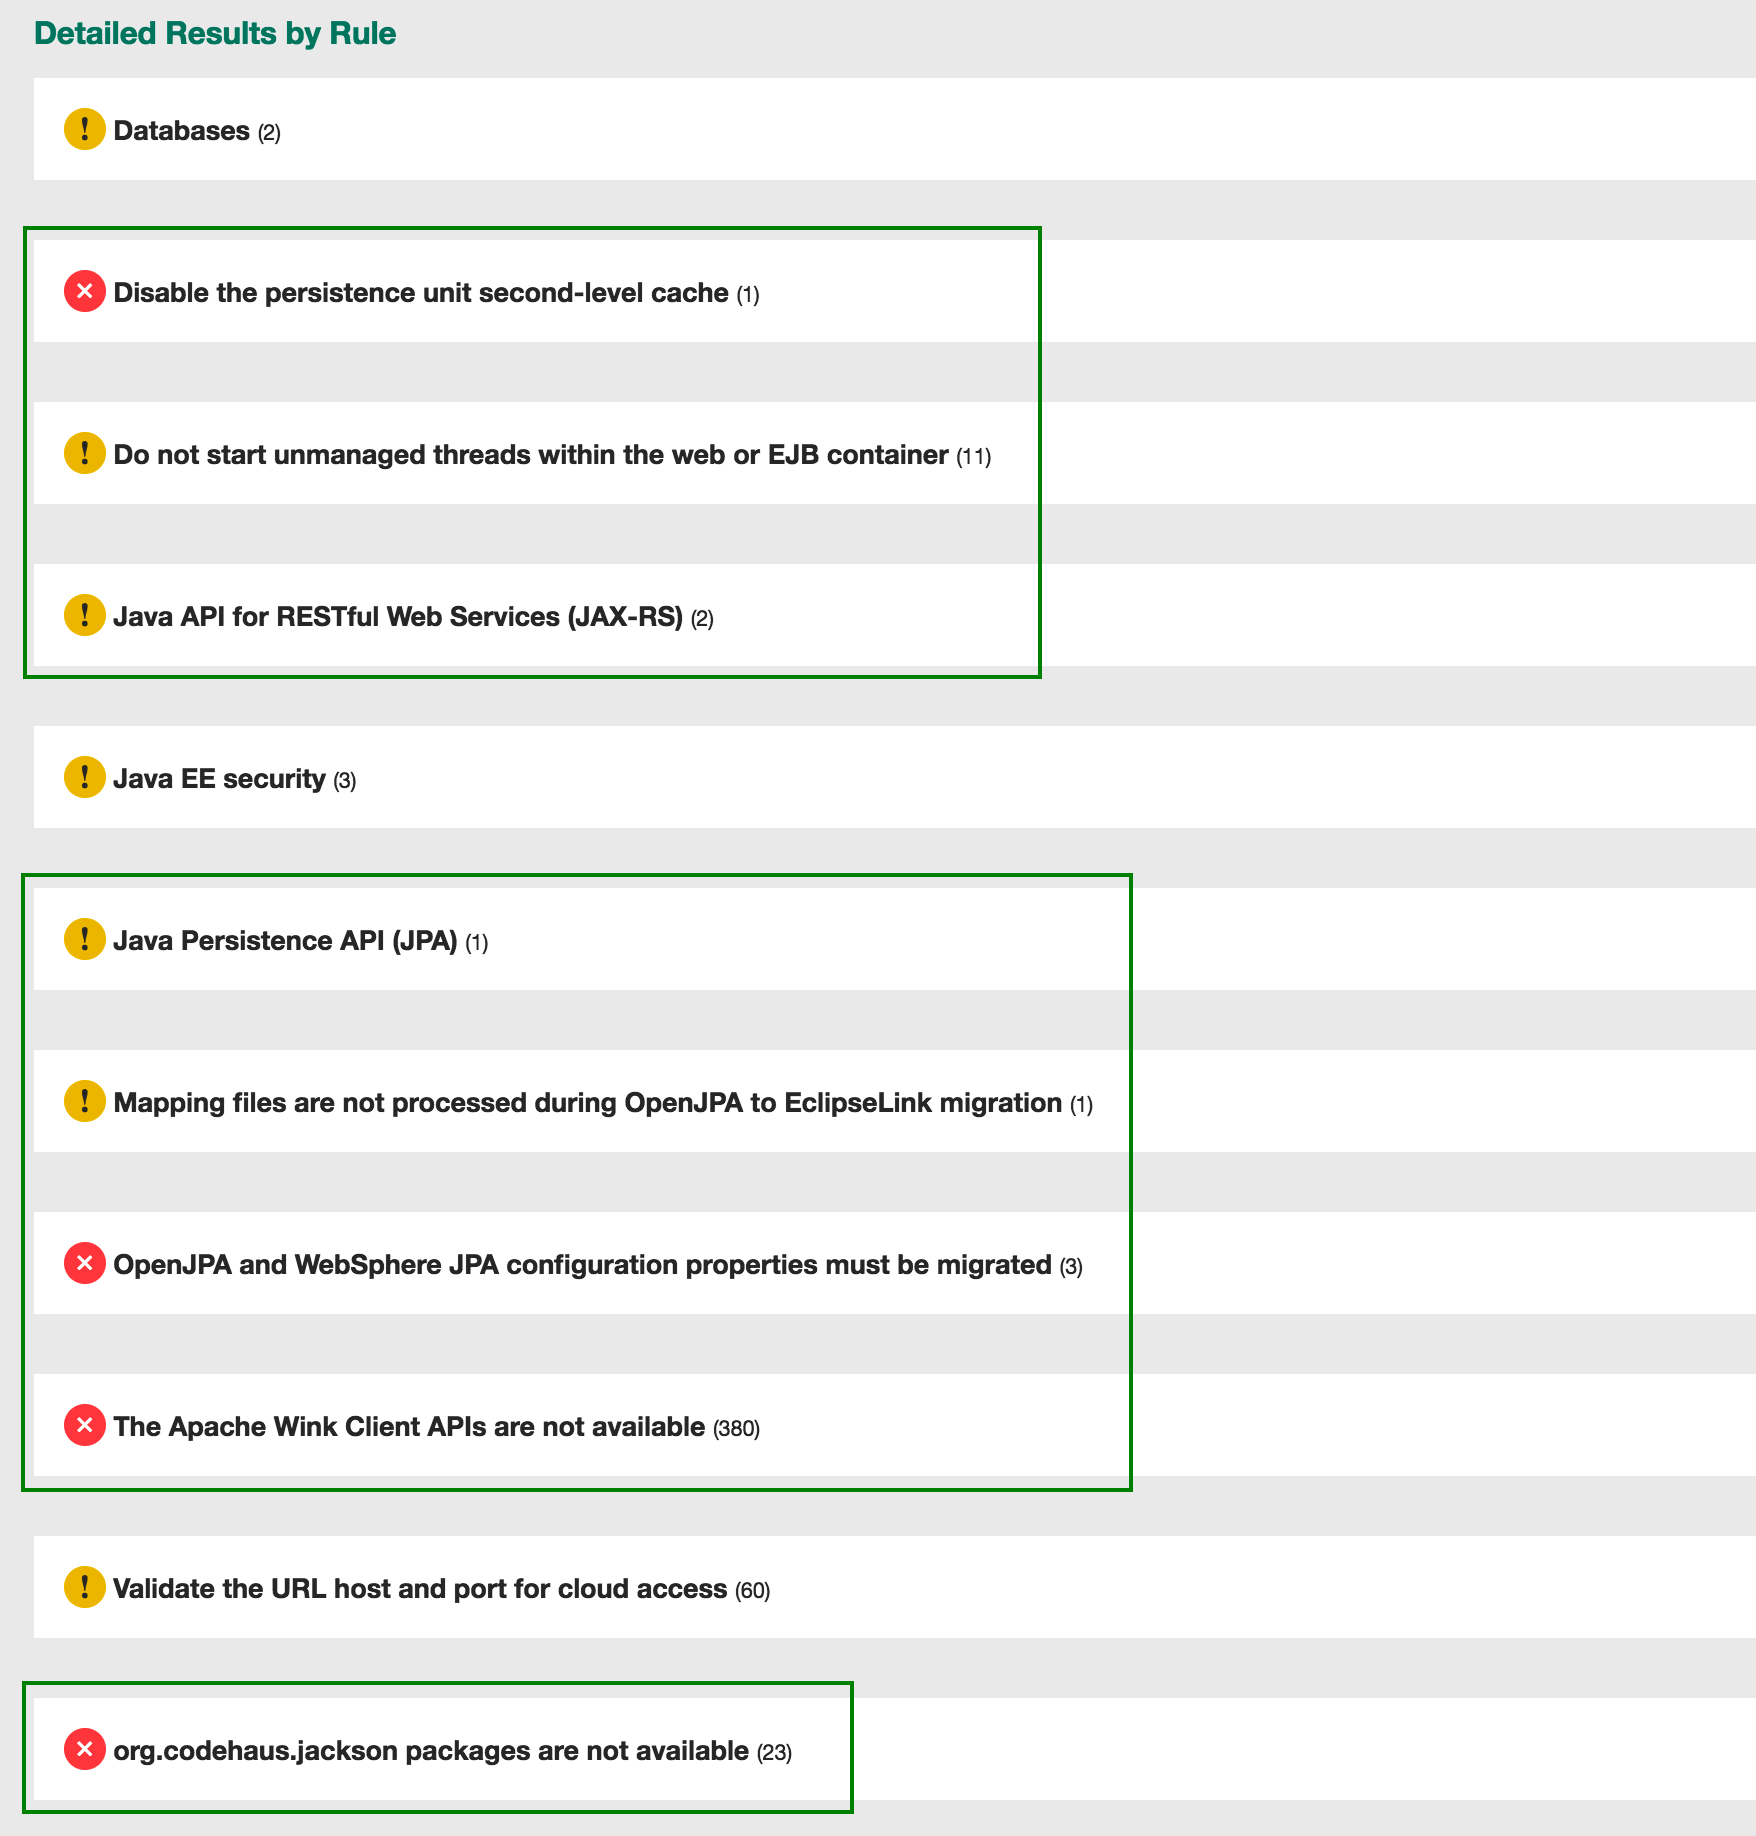 Detailed Results by Rule
! Databases (2)
✕ Disable the persistence unit second-level cache (1)
! Do not start unmanaged threads within the web or EJB container (11)
! Java API for RESTful Web Services (JAX-RS) (2)
! Java EE security (3)
! Java Persistence API (JPA) (1)
! Mapping files are not processed during OpenJPA to EclipseLink migration (1)
✕ OpenJPA and WebSphere JPA configuration properties must be migrated (3)
✕ The Apache Wink Client APIs are not available (380)
! Validate the URL host and port for cloud access (60)
✕ org.codehaus.jackson packages are not available (23)